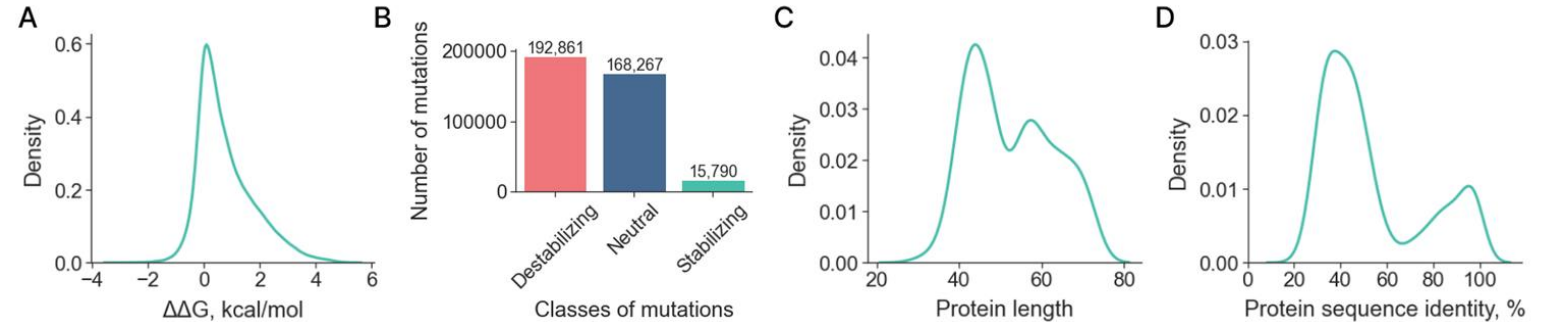 A
Density
0.6
0.4
0.2
0.0
−4 −2 0 2 4 6
ΔΔG, kcal/mol
B
Number of mutations
200000
100000
0
192,861
168,267
15,790
Destabilizing
Neutral
Stabilizing
Classes of mutations
C
Density
0.04
0.03
0.02
0.01
0.00
20 40 60 80
Protein length
D
Density
0.03
0.02
0.01
0.00
0 20 40 60 80 100
Protein sequence identity, %